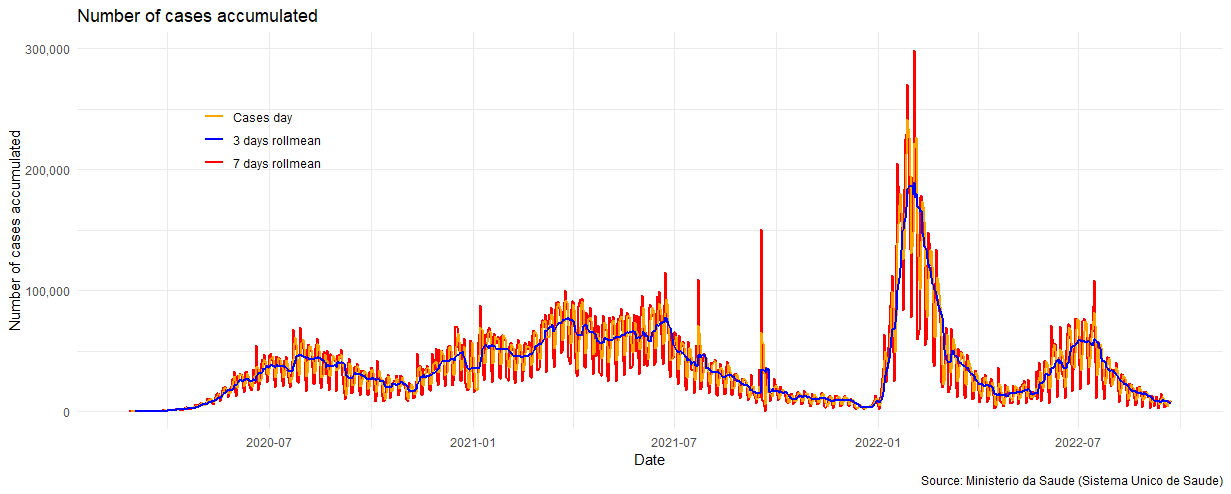 Number of cases accumulated
Number of cases accumulated
300,000
200,000
100,000
0
Cases day
3 days rollmean
7 days rollmean
2020-07
2021-01
2021-07
2022-01
2022-07
Date
Source: Ministerio da Saude (Sistema Unico de Saude)